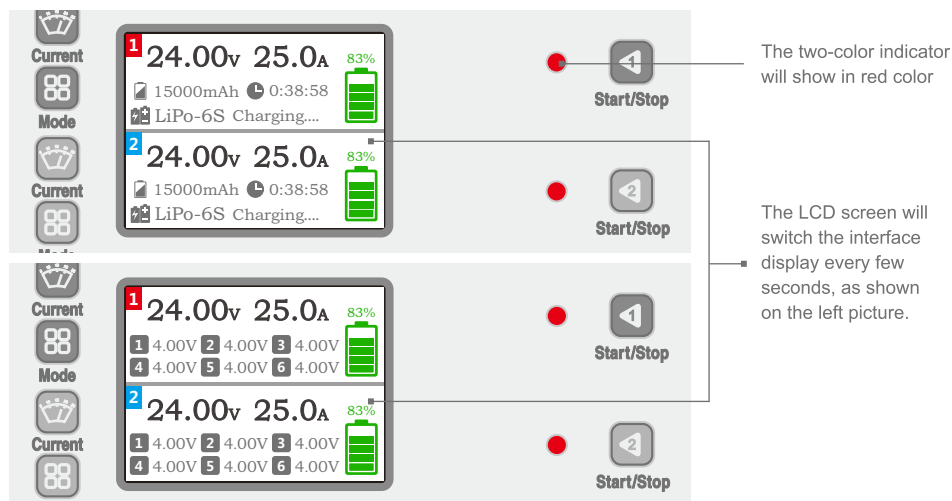 Current
Mode
Current
Mode
1
24.00V 25.0A
83%
15000mAh 0:38:58
LiPo-6S Charging....
2
24.00V 25.0A
83%
15000mAh 0:38:58
LiPo-6S Charging....
1
Start/Stop
2
Start/Stop
The two-color indicator
will show in red color
The LCD screen will
switch the interface
display every few
seconds, as shown
on the left picture.
Current
Mode
Current
1
24.00V 25.0A
83%
1 4.00V 2 4.00V 3 4.00V
4 4.00V 5 4.00V 6 4.00V
2
24.00V 25.0A
83%
1 4.00V 2 4.00V 3 4.00V
4 4.00V 5 4.00V 6 4.00V
1
Start/Stop
2
Start/Stop